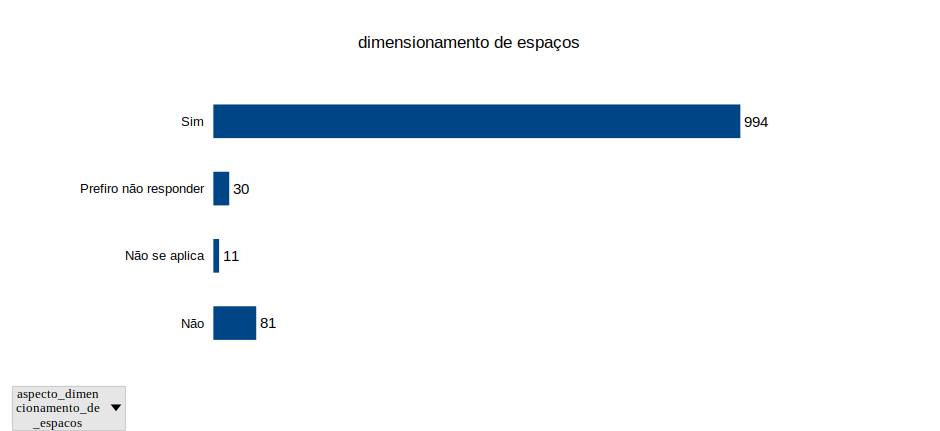 dimensionamento de espaços
Sim
994
Prefiro não responder
30
Não se aplica
11
Não
81
aspecto_dimen
cionamento_de
_espacos